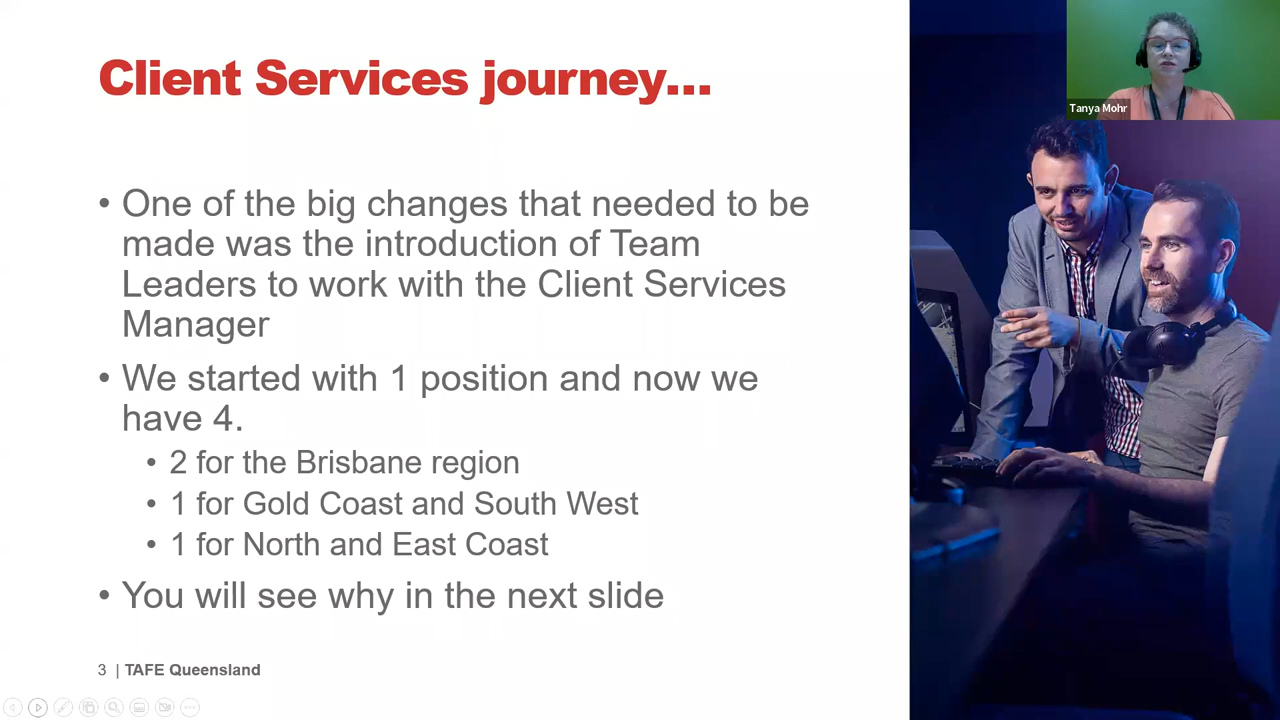 Client Services journey...
Tanya Mohr
• One of the big changes that needed to be
made was the introduction of Team
Leaders to work with the Client Services
Manager
• We started with 1 position and now we
have 4.
• 2 for the Brisbane region
• 1 for Gold Coast and South West
• 1 for North and East Coast
• You will see why in the next slide
3 | TAFE Queensland